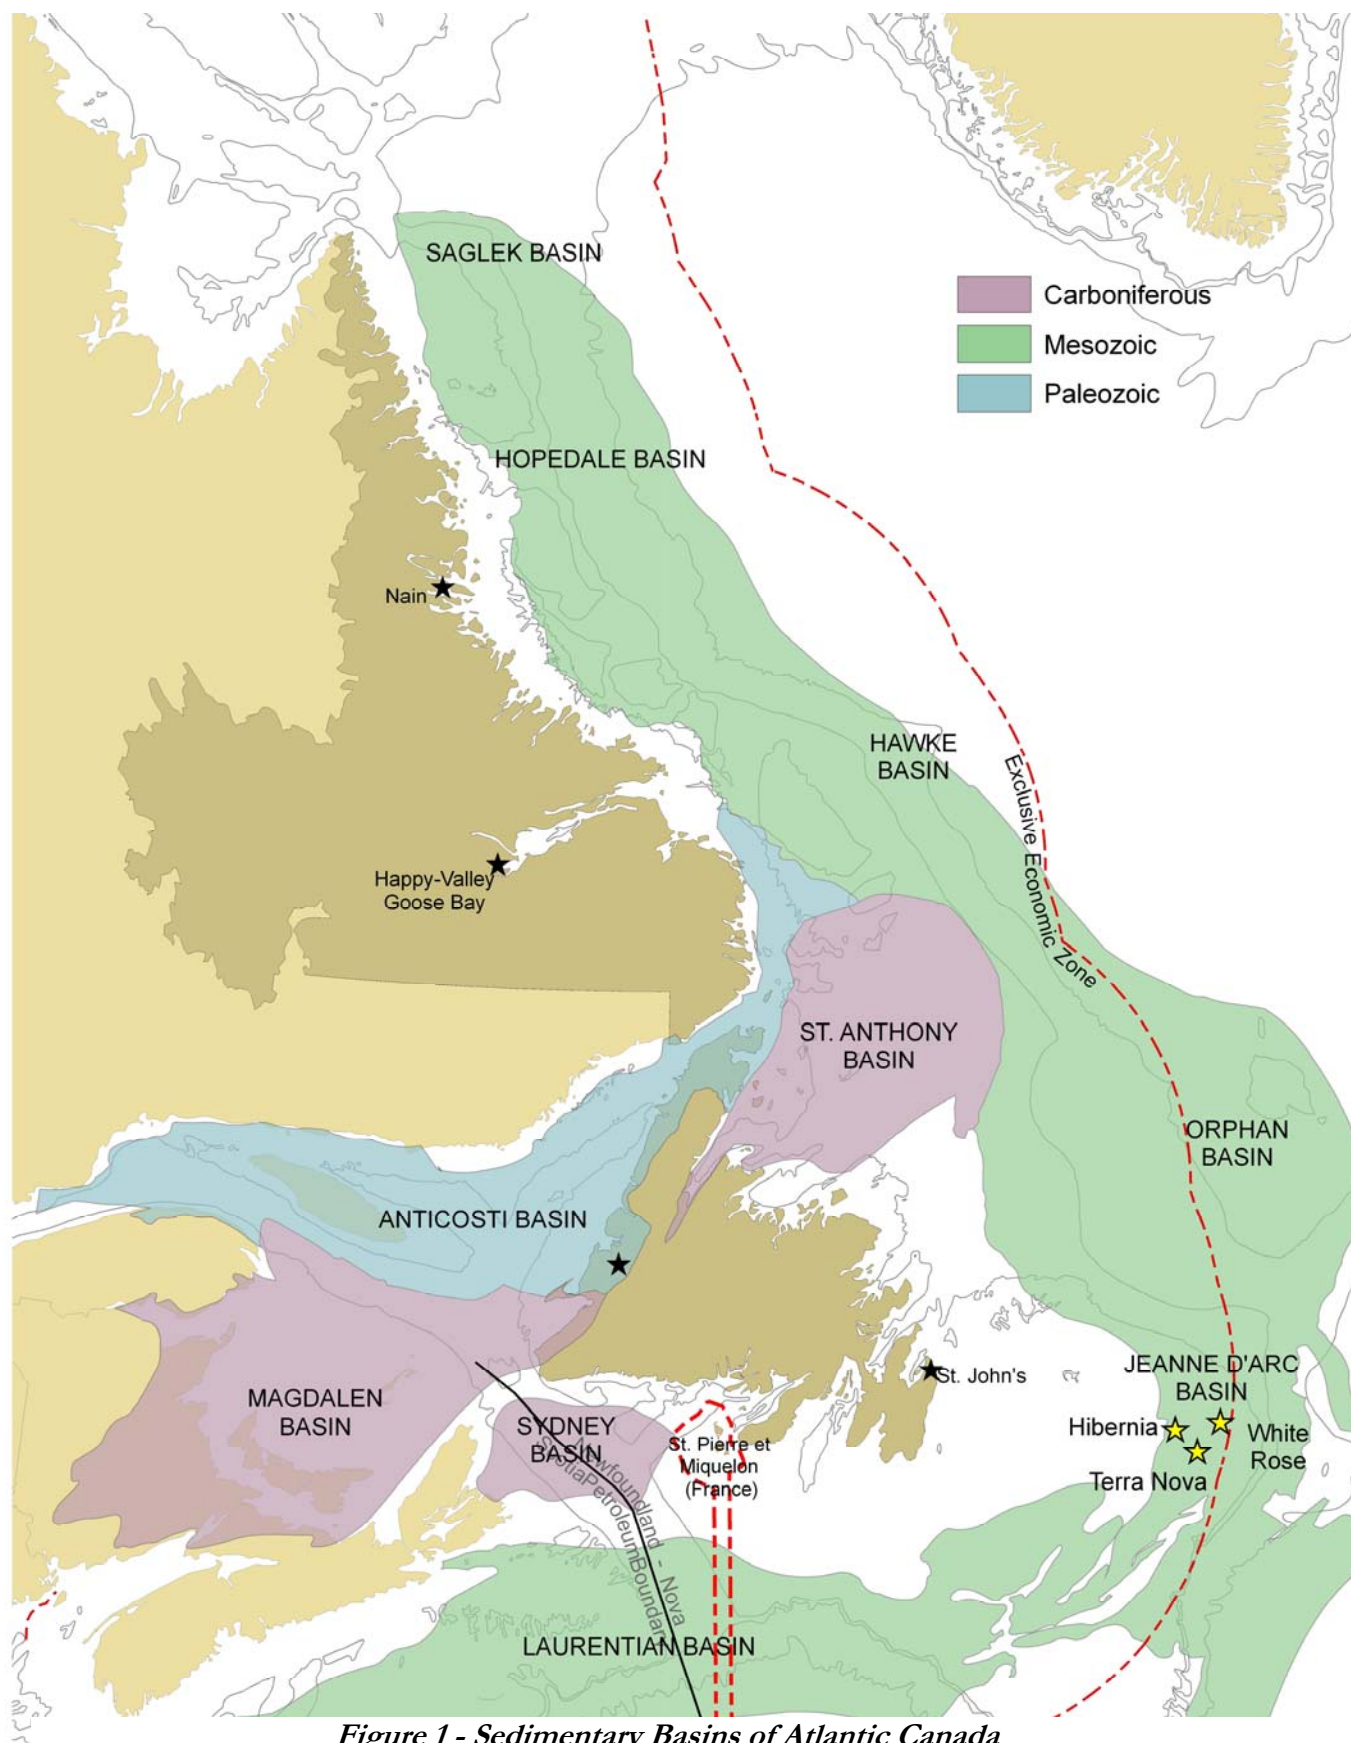 SAGLEK BASIN
Carboniferous
Mesozoic
Paleozoic
HOPEDALE BASIN
Nain
HAWKE
BASIN
Exclusive Economic Zone
Happy-Valley
Goose Bay
ST. ANTHONY
BASIN
ORPHAN
BASIN
ANTICOSTI BASIN
JEANNE D'ARC
BASIN
St. John's
MAGDALEN
BASIN
SYDNEY
BASIN
Hibernia
White
Rose
Terra Nova
St. Pierre et
Miquelon
(France)
Newfoundland - Nova
Scotia Petroleum Boundary
LAURENTIAN BASIN
Figure 1 - Sedimentary Basins of Atlantic Canada